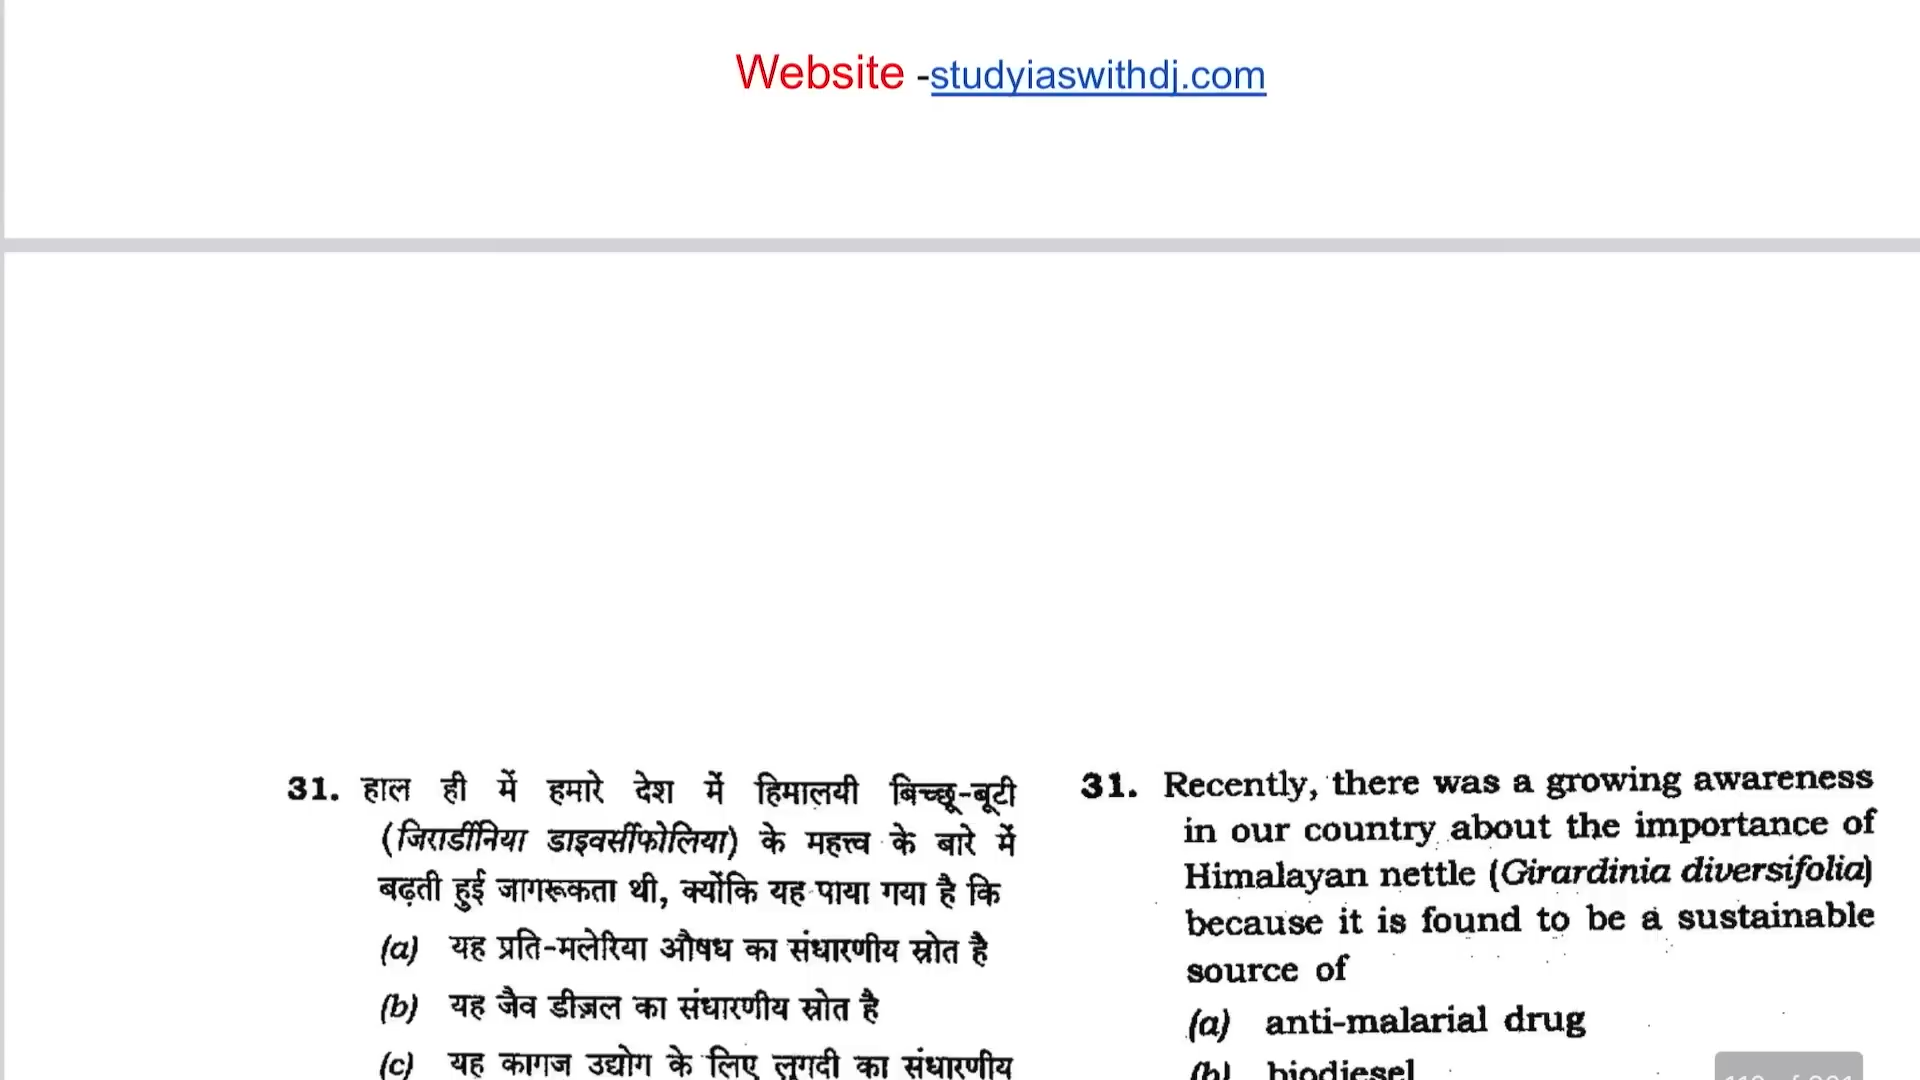 Website -studyiaswithdj.com
31. हाल ही में हमारे देश में हिमालयी बिच्छू-बूटी
(जिरार्डीनिया डाइवर्सीफोलिया) के महत्त्व के बारे में
बढ़ती हुई जागरूकता थी, क्योंकि यह पाया गया है कि
(a) यह प्रति-मलेरिया औषध का संधारणीय स्रोत है
(b) यह जैव डीज़ल का संधारणीय स्रोत है
(c) यह कागज उद्योग के लिए लुगदी का संधारणीय
31. Recently, there was a growing awareness
in our country about the importance of
Himalayan nettle (Girardinia diversifolia)
because it is found to be a sustainable
source of
(a) anti-malarial drug
(b) biodiesel